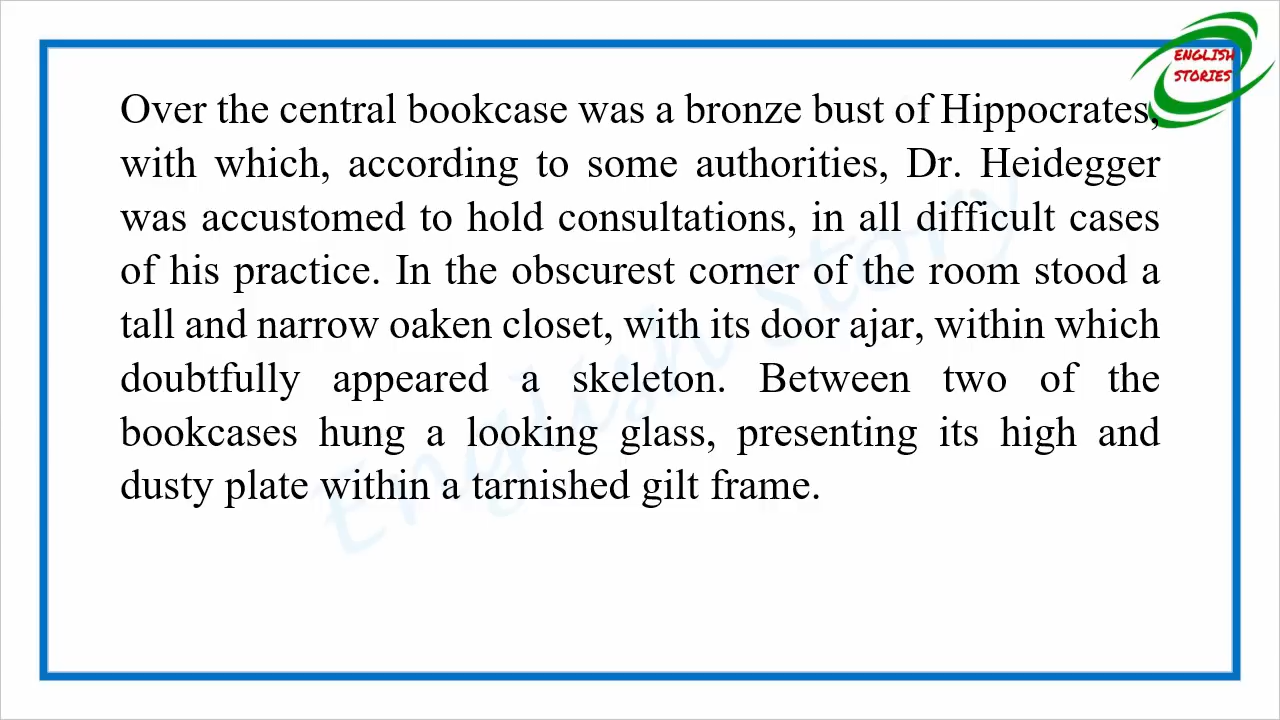 ENGLISH
STORIES
Over the central bookcase was a bronze bust of Hippocrates,
with which, according to some authorities, Dr. Heidegger
was accustomed to hold consultations, in all difficult cases
of his practice. In the obscurest corner of the room stood a
tall and narrow oaken closet, with its door ajar, within which
doubtfully appeared a skeleton. Between two of the
bookcases hung a looking glass, presenting its high and
dusty plate within a tarnished gilt frame.
English Story